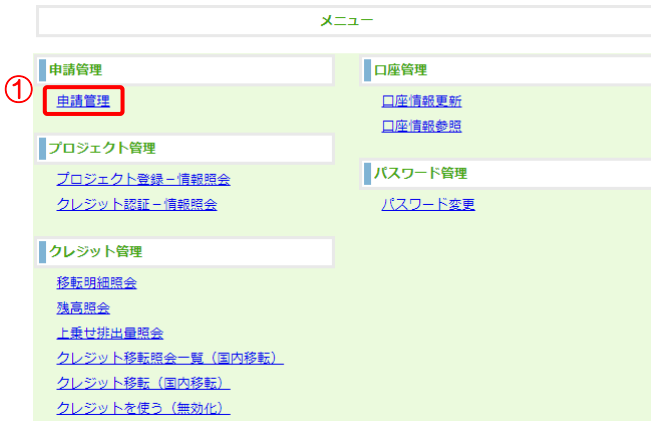 メニュー
申請管理
①
申請管理
プロジェクト管理
プロジェクト登録－情報照会
クレジット認証－情報照会
クレジット管理
移転明細照会
残高照会
上乗せ排出量照会
クレジット移転照会一覧（国内移転）
クレジット移転（国内移転）
クレジットを使う（無効化）
口座管理
口座情報更新
口座情報参照
パスワード管理
パスワード変更